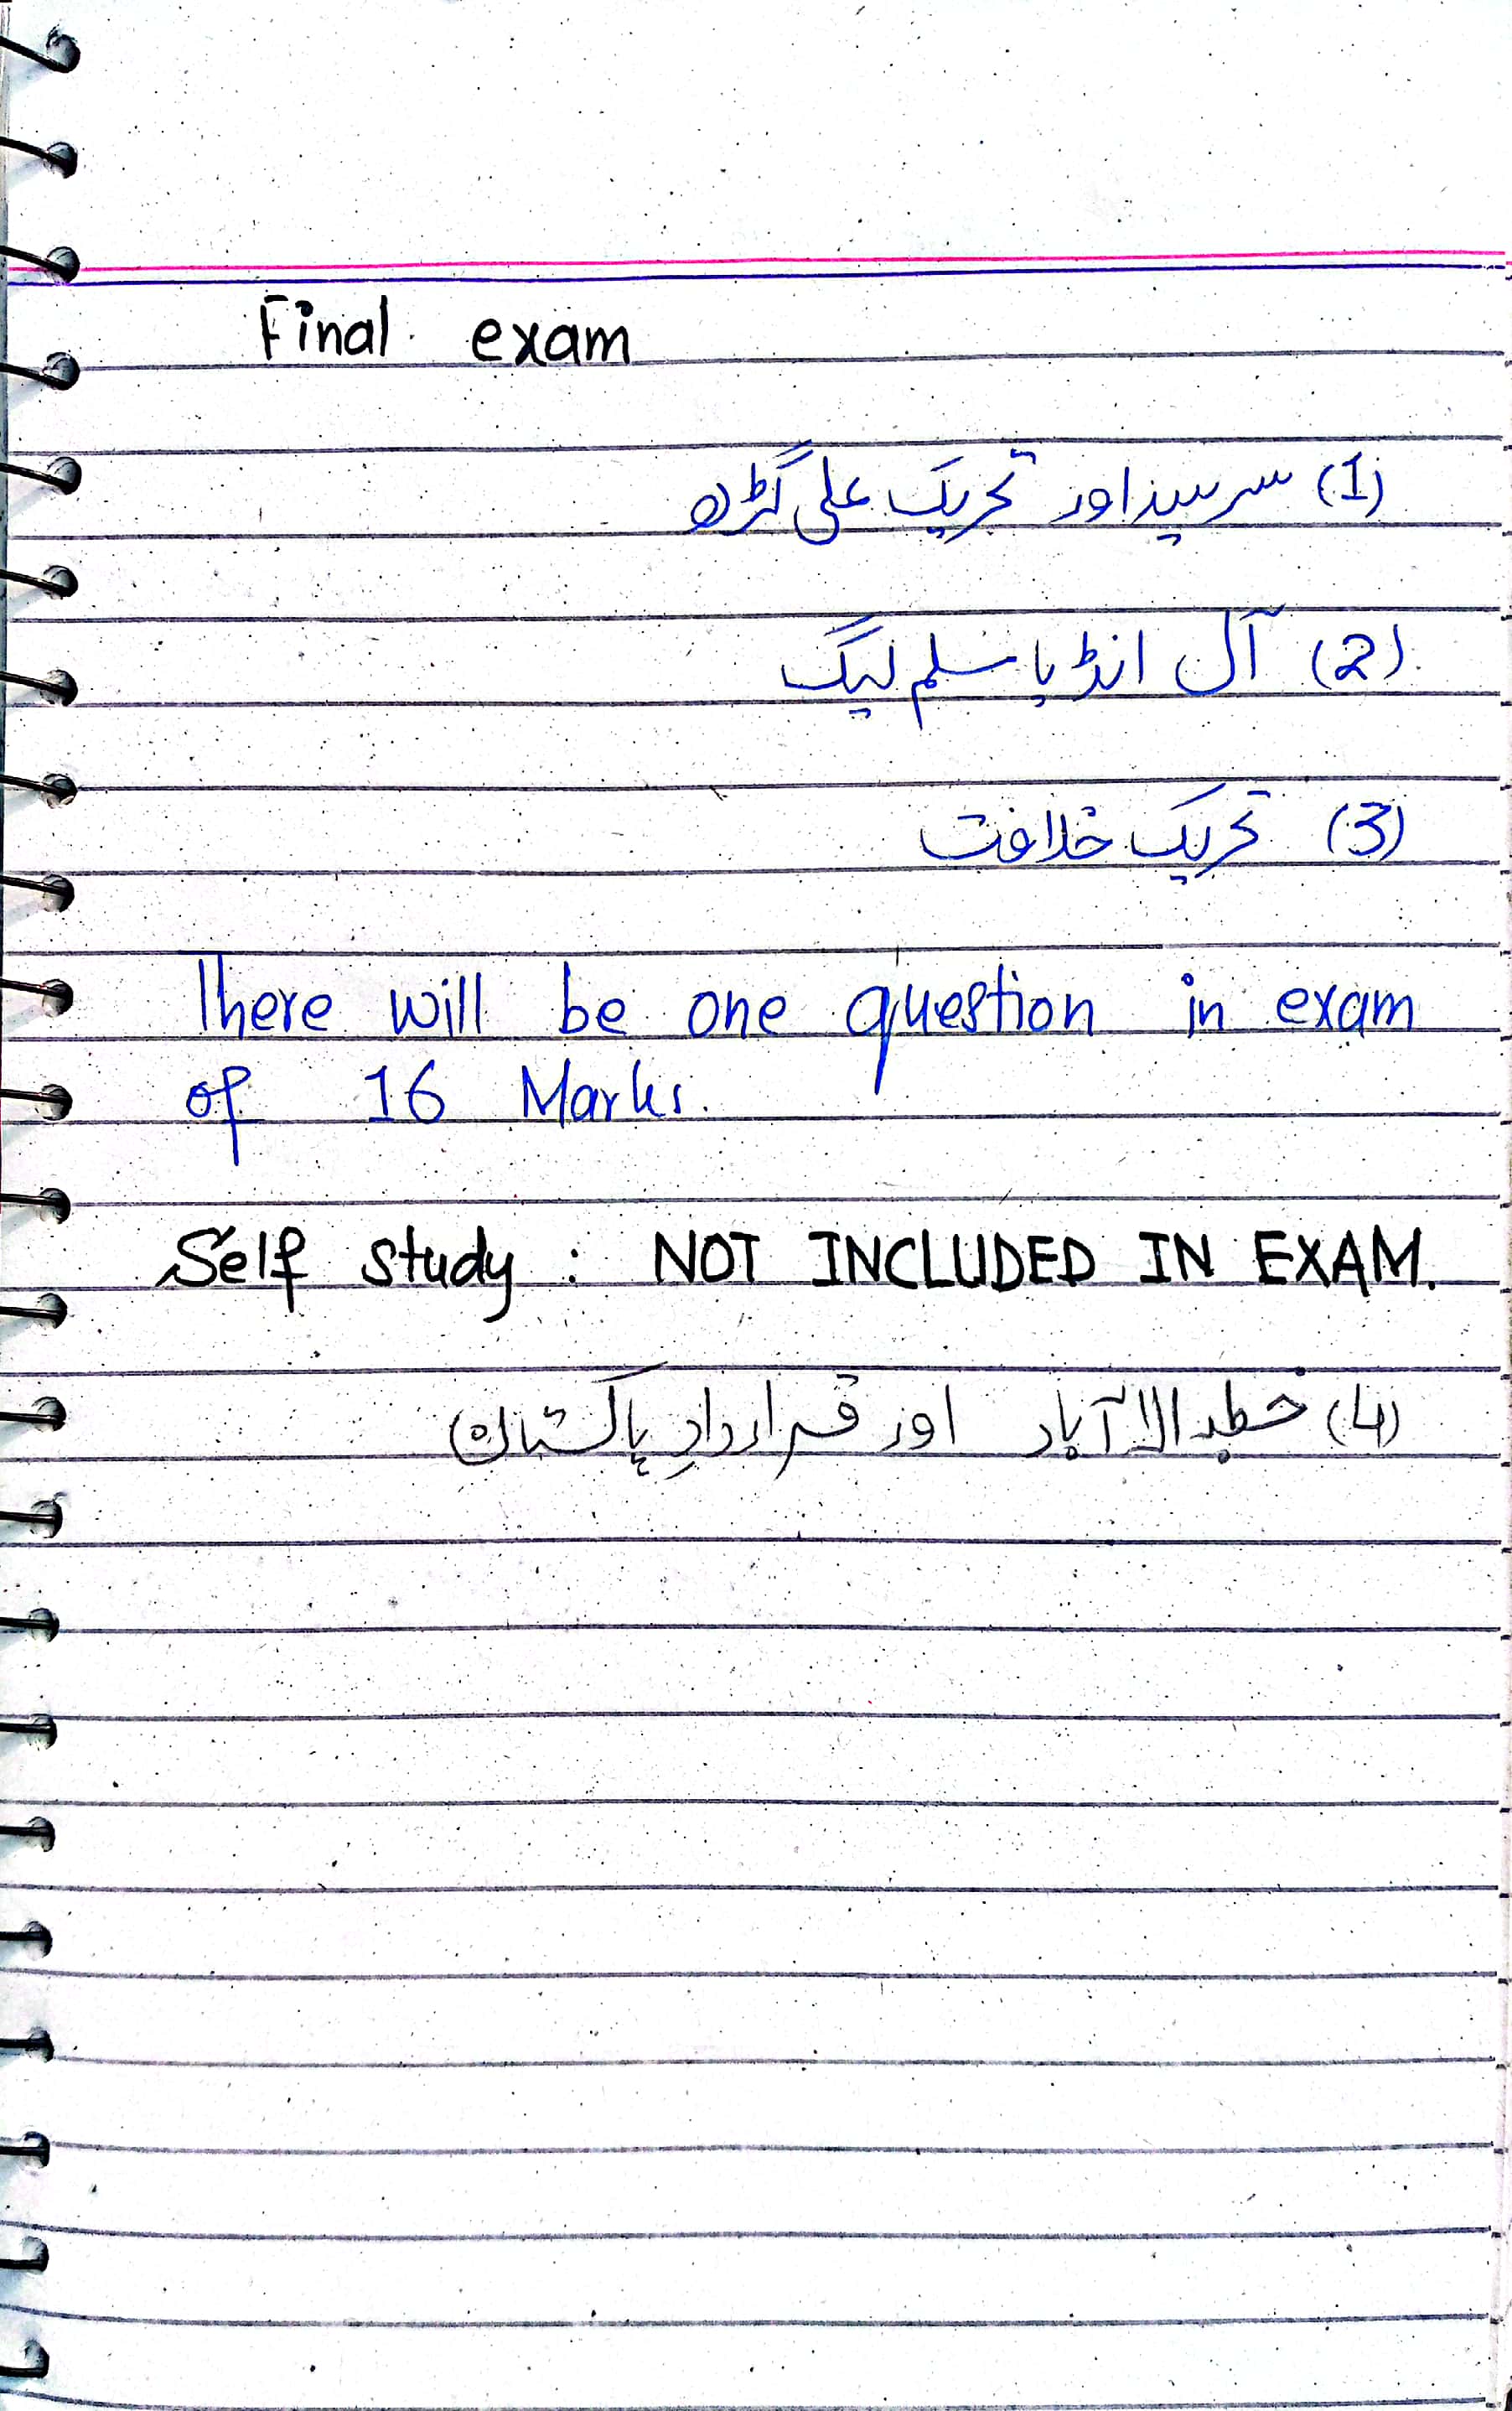 Final exam
(1) سرسید اور تحریک علی گڑھ
(2) آل انڈیا مسلم لیگ
(3) تحریک خلافت
There will be one question in exam
of 16 Marks.
Self study : NOT INCLUDED IN EXAM.
(4) خطبہ الہ آباد اور قراردادِ پاکستان